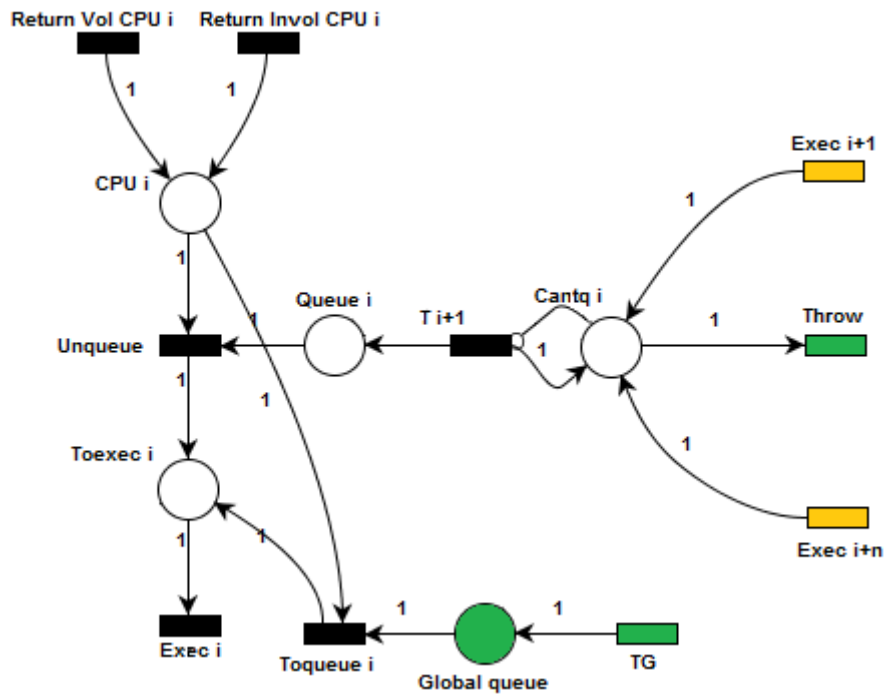 Return Vol CPU i
Return Invol CPU i
1
1
Exec i+1
CPU i
1
1
Queue i
T i+1
Cantq i
1
Throw
Unqueue
1
1
1
1
Toexec i
1
1
1
Exec i+n
1
1
Exec i
Toqueue i
TG
Global queue